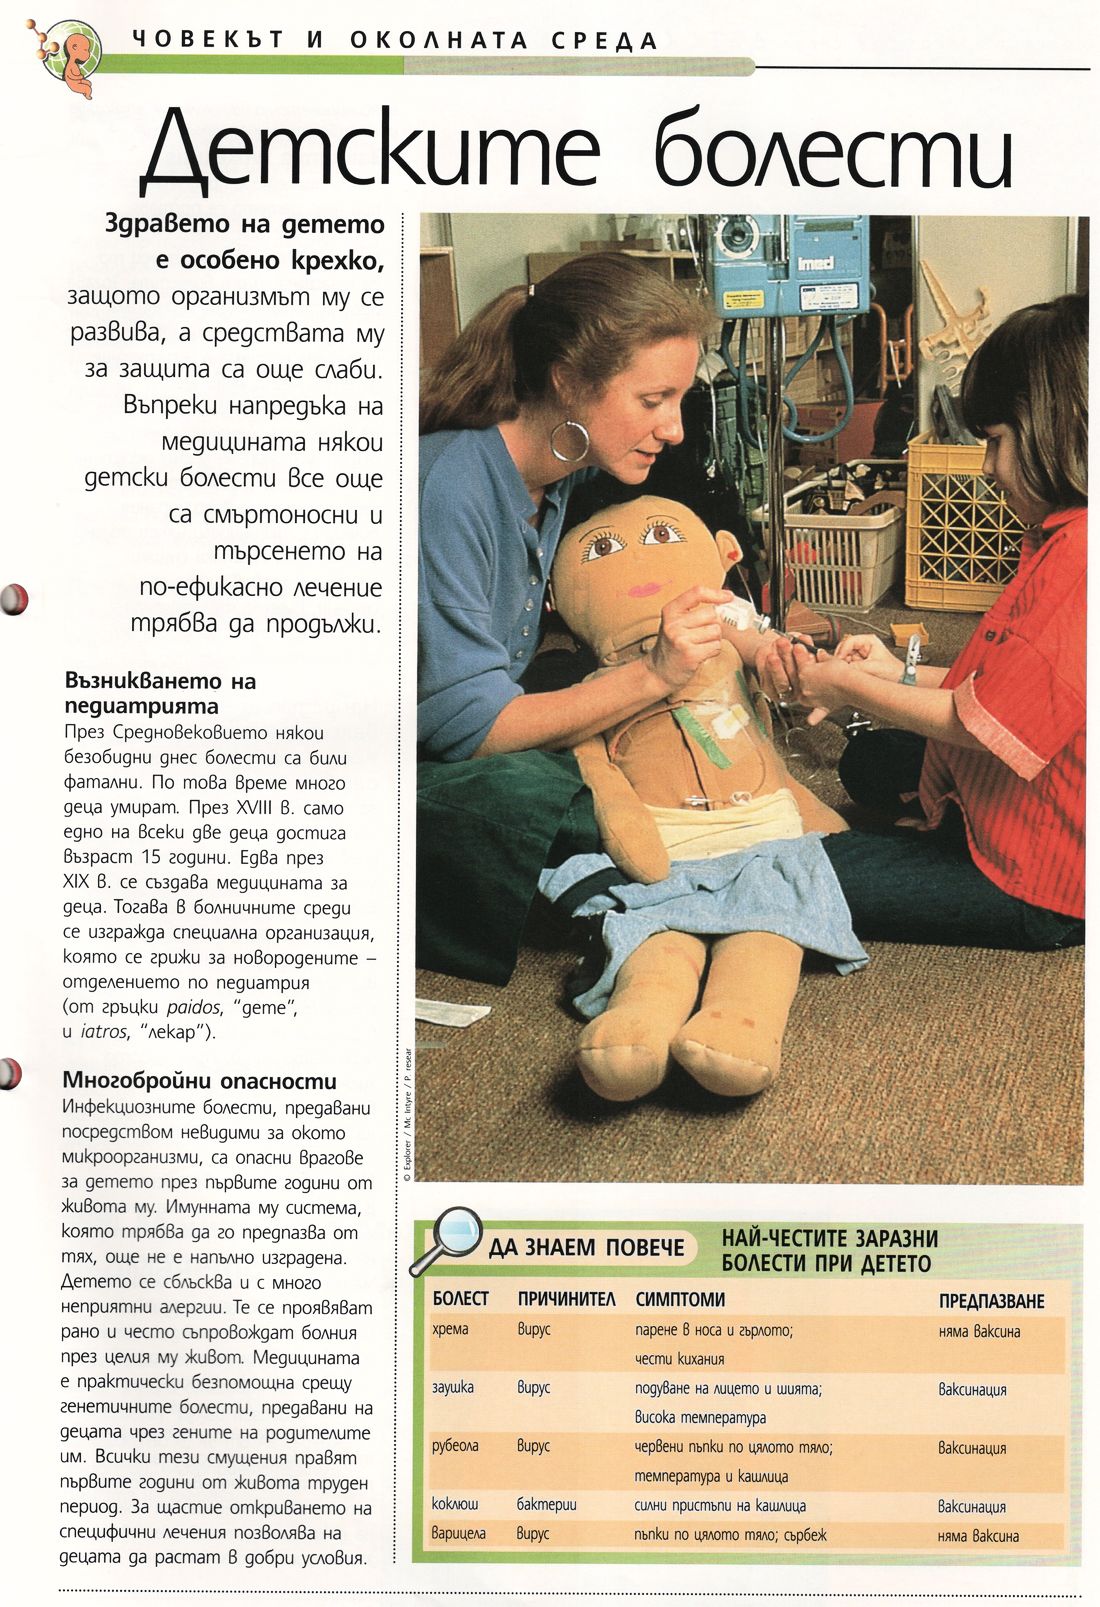 ЧОВЕКЪТ И ОКОЛНАТА СРЕДА
Детските болести
Здравето на детето
е особено крехко,
защото организмът му се
развива, а средствата му
за защита са още слаби.
Въпреки напредъка на
медицината някои
детски болести все още
са смъртоносни и
търсенето на
по-ефикасно лечение
трябва да продължи.
Възникването на
педиатрията
През Средновековието някои
безобидни днес болести са били
фатални. По това време много
деца умират. През XVIII в. само
едно на всеки две деца достига
възраст 15 години. Едва през
XIX в. се създава медицината за
деца. Тогава в болничните среди
се изгражда специална организация,
която се грижи за новородените –
отделението по педиатрия
(от гръцки paidos, “дете”,
и iatros, “лекар”).
Многобройни опасности
Инфекциозните болести, предавани
посредством невидими за окото
микроорганизми, са опасни врагове
за детето през първите години от
живота му. Имунната му система,
която трябва да го предпазва от
тях, още не е напълно изградена.
Детето се сблъсква и с много
неприятни алергии. Те се проявяват
рано и често съпровождат болния
през целия му живот. Медицината
е практически безпомощна срещу
генетичните болести, предавани на
децата чрез гените на родителите
им. Всички тези смущения правят
първите години от живота труден
период. За щастие откриването на
специфични лечения позволява на
децата да растат в добри условия.
imed
© Explorer / Mc Intyre / P. resear
ДА ЗНАЕМ ПОВЕЧЕ
НАЙ-ЧЕСТИТЕ ЗАРАЗНИ
БОЛЕСТИ ПРИ ДЕТЕТО
БОЛЕСТ ПРИЧИНИТЕЛ СИМПТОМИ ПРЕДПАЗВАНЕ
хрема вирус парене в носа и гърлото; няма ваксина
чести кихания
заушка вирус подуване на лицето и шията; ваксинация
висока температура
рубеола вирус червени пъпки по цялото тяло; ваксинация
температура и кашлица
коклюш бактерии силни пристъпи на кашлица ваксинация
варицела вирус пъпки по цялото тяло; сърбеж няма ваксина